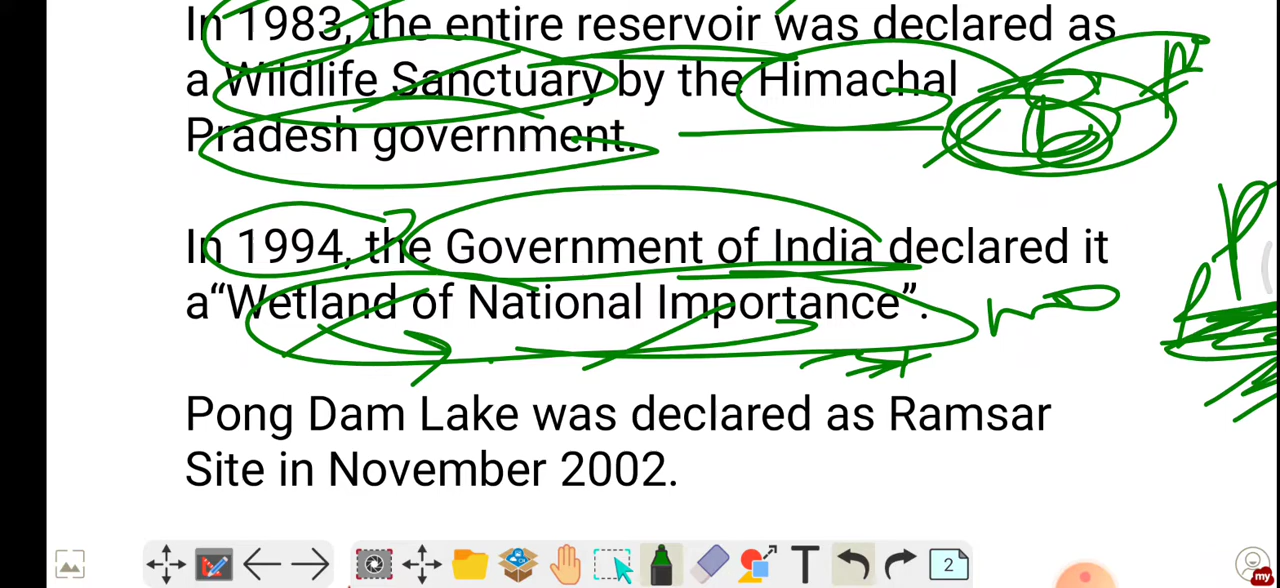 In 1983, the entire reservoir was declared as
a Wildlife Sanctuary by the Himachal
Pradesh government.
In 1994, the Government of India declared it
a“Wetland of National Importance”.
Pong Dam Lake was declared as Ramsar
Site in November 2002.
T
2
my